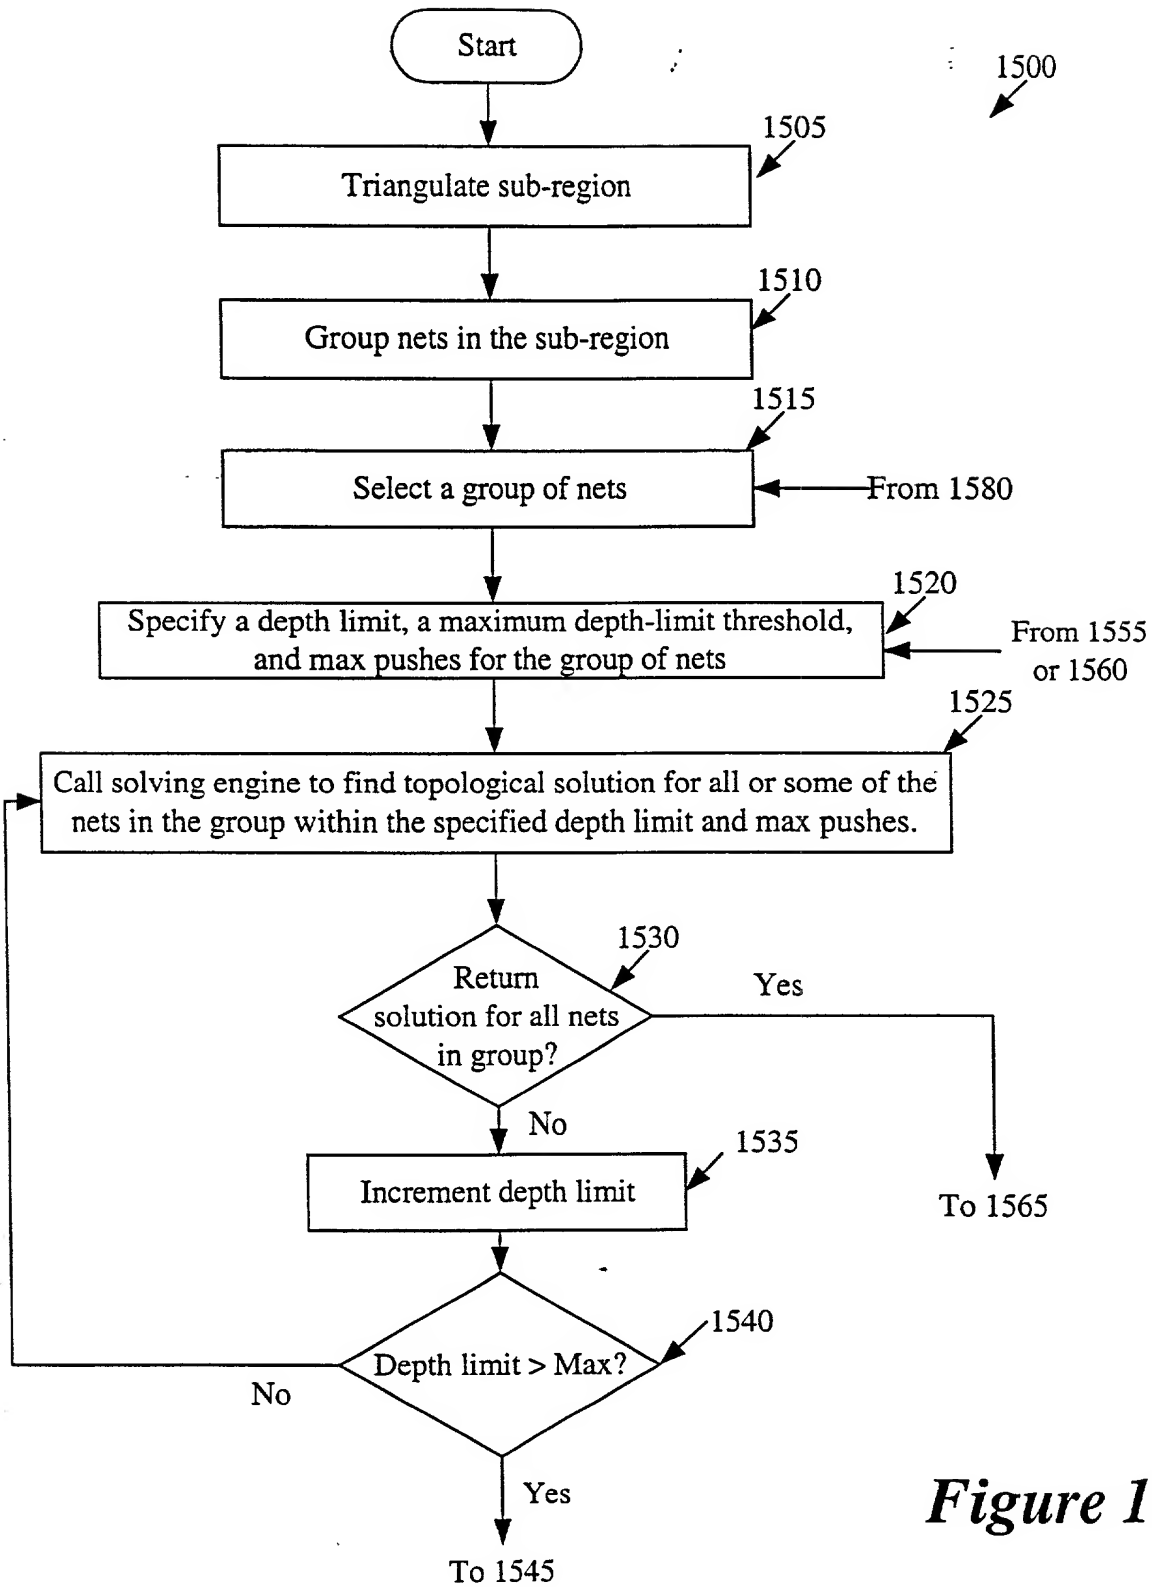 Start
1500
1505
Triangulate sub-region
1510
Group nets in the sub-region
1515
Select a group of nets
From 1580
1520
Specify a depth limit, a maximum depth-limit threshold,
and max pushes for the group of nets
From 1555
or 1560
1525
Call solving engine to find topological solution for all or some of the
nets in the group within the specified depth limit and max pushes.
1530
Return
solution for all nets
in group?
Yes
No
1535
Increment depth limit
To 1565
1540
Depth limit > Max?
No
Yes
To 1545
Figure 1